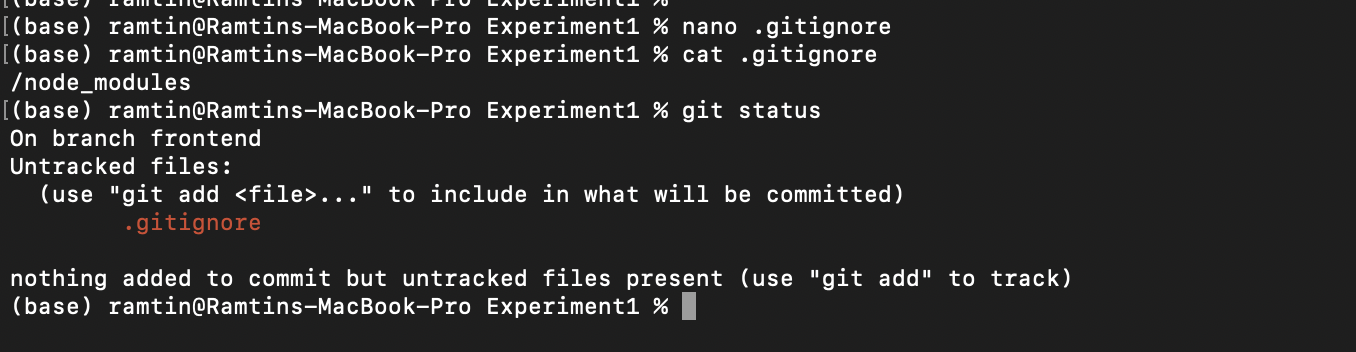 [(base) ramtin@Ramtins-MacBook-Pro Experiment1 %
[(base) ramtin@Ramtins-MacBook-Pro Experiment1 % nano .gitignore
[(base) ramtin@Ramtins-MacBook-Pro Experiment1 % cat .gitignore
/node_modules
[(base) ramtin@Ramtins-MacBook-Pro Experiment1 % git status
On branch frontend
Untracked files:
  (use "git add <file>..." to include in what will be committed)
        .gitignore

nothing added to commit but untracked files present (use "git add" to track)
(base) ramtin@Ramtins-MacBook-Pro Experiment1 %